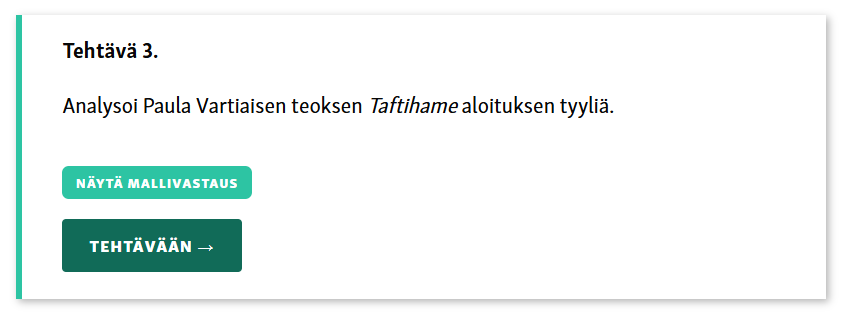 Tehtävä 3.
Analysoi Paula Vartiaisen teoksen Taftihame aloituksen tyyliä.
NÄYTÄ MALLIVASTAUS
TEHTÄVÄÄN →